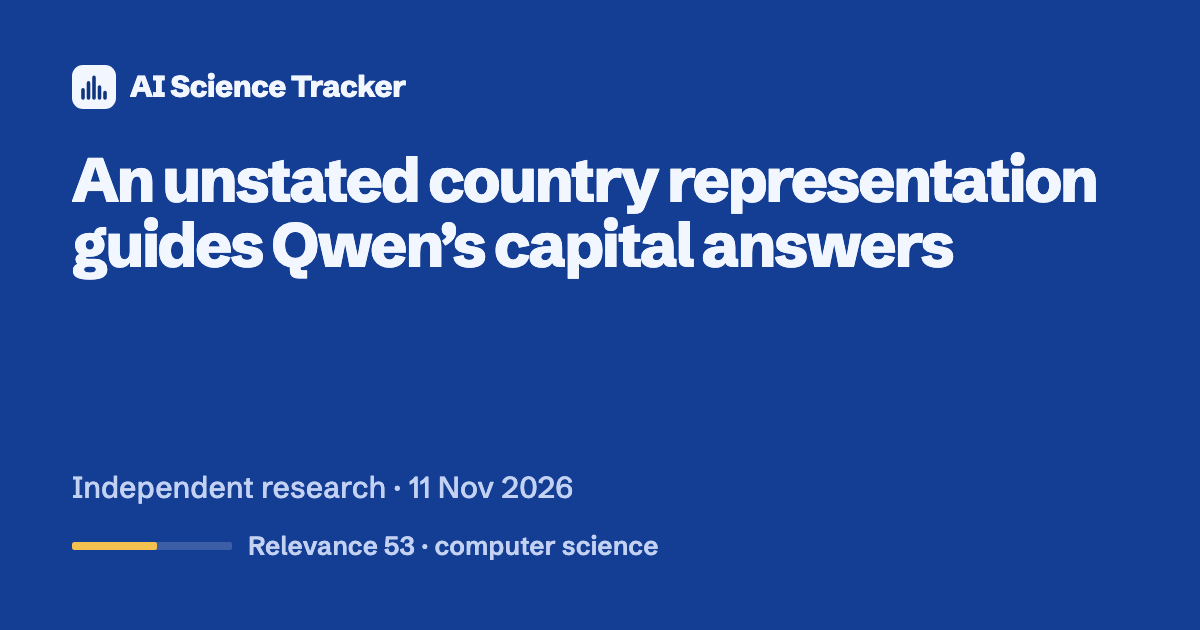 AI Science Tracker
An unstated country representation
guides Qwen’s capital answers
Independent research · 11 Nov 2026
Relevance 53 · computer science